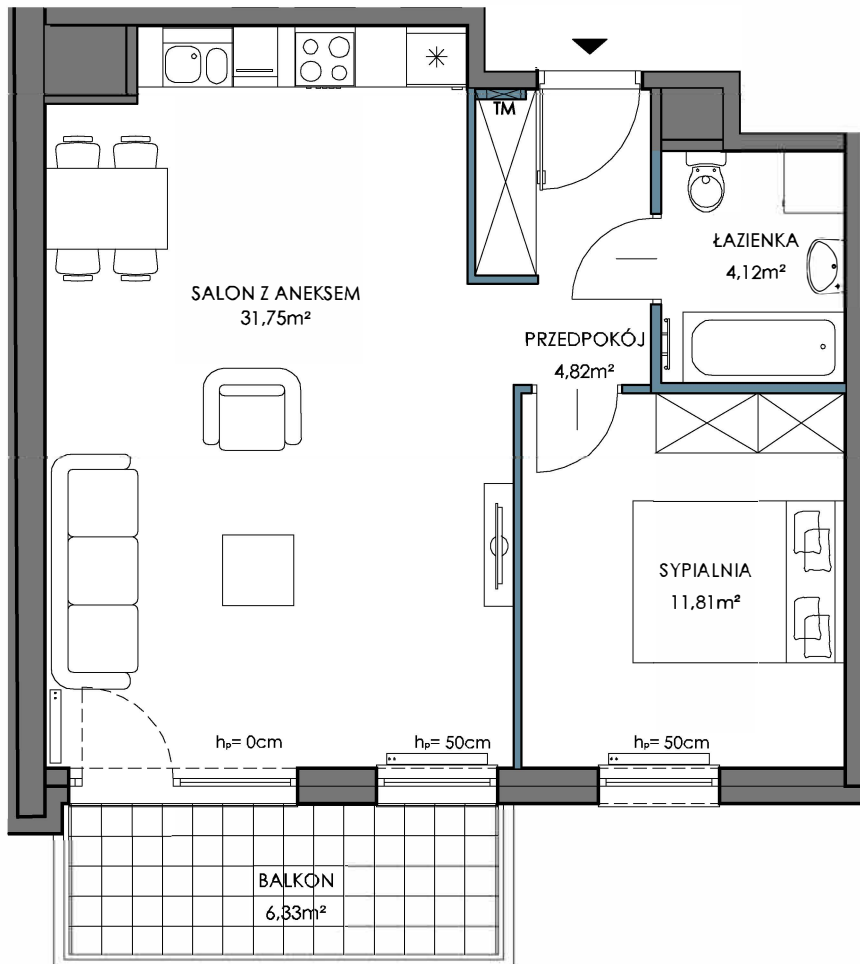 TM
ŁAZIENKA
4,12m²
SALON Z ANEKSEM
31,75m²
PRZEDPOKÓJ
4,82m²
SYPIALNIA
11,81m²
hₚ= 0cm
hₚ= 50cm
hₚ= 50cm
BALKON
6,33m²